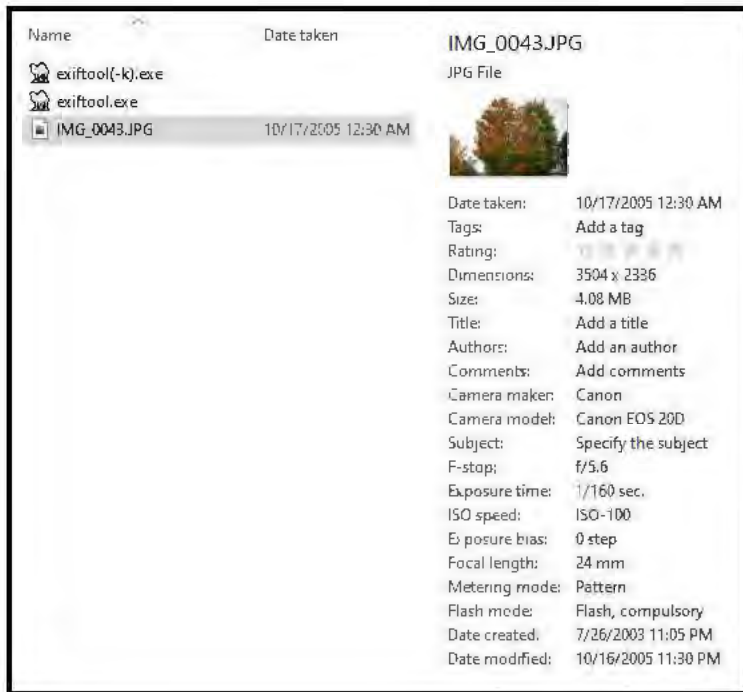 Name Date taken
exiftool(-k).exe
exiftool.exe
IMG_0043.JPG 10/17/2005 12:30 AM
IMG_0043.JPG
JPG File
Date taken: 10/17/2005 12:30 AM
Tags: Add a tag
Rating:
Dimensions: 3504 x 2336
Size: 4.08 MB
Title: Add a title
Authors: Add an author
Comments: Add comments
Camera maker: Canon
Camera model: Canon EOS 20D
Subject: Specify the subject
F-stop: f/5.6
Exposure time: 1/160 sec.
ISO speed: ISO-100
Exposure bias: 0 step
Focal length: 24 mm
Metering mode: Pattern
Flash mode: Flash, compulsory
Date created: 7/26/2003 11:05 PM
Date modified: 10/16/2005 11:30 PM